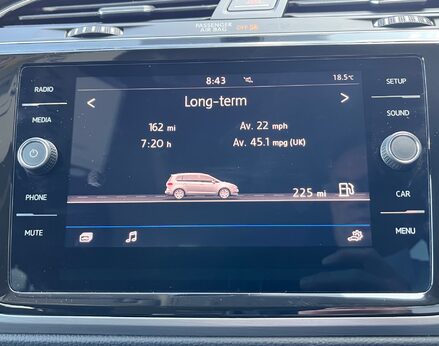 PASSENGER
AIR BAG OFF
RADIO
MEDIA
PHONE
MUTE
SETUP
SOUND
CAR
MENU
8:43
18.5°C
< Long-term >
162 mi Av. 22 mph
7:20 h Av. 45.1 mpg (UK)
225 mi